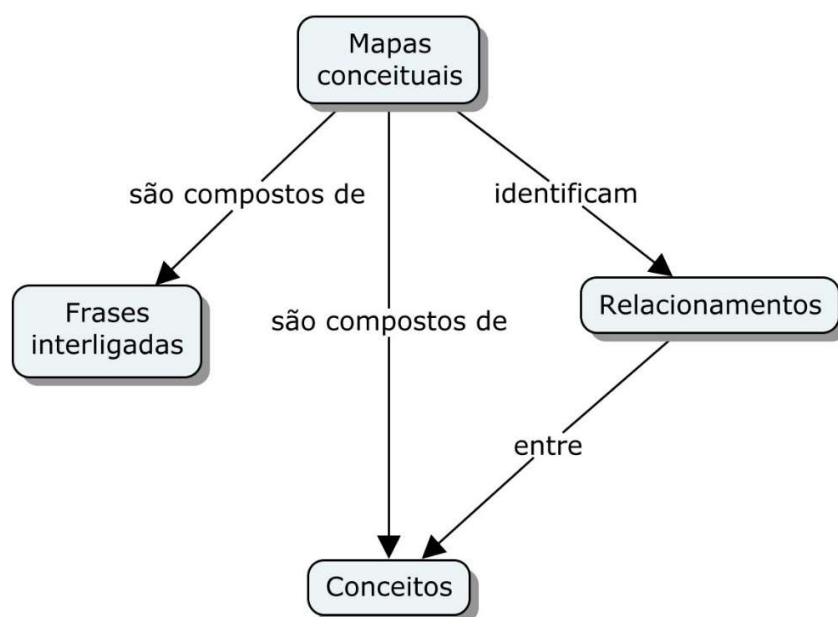 Mapas
conceituais
são compostos de
identificam
Frases
interligadas
são compostos de
Relacionamentos
entre
Conceitos